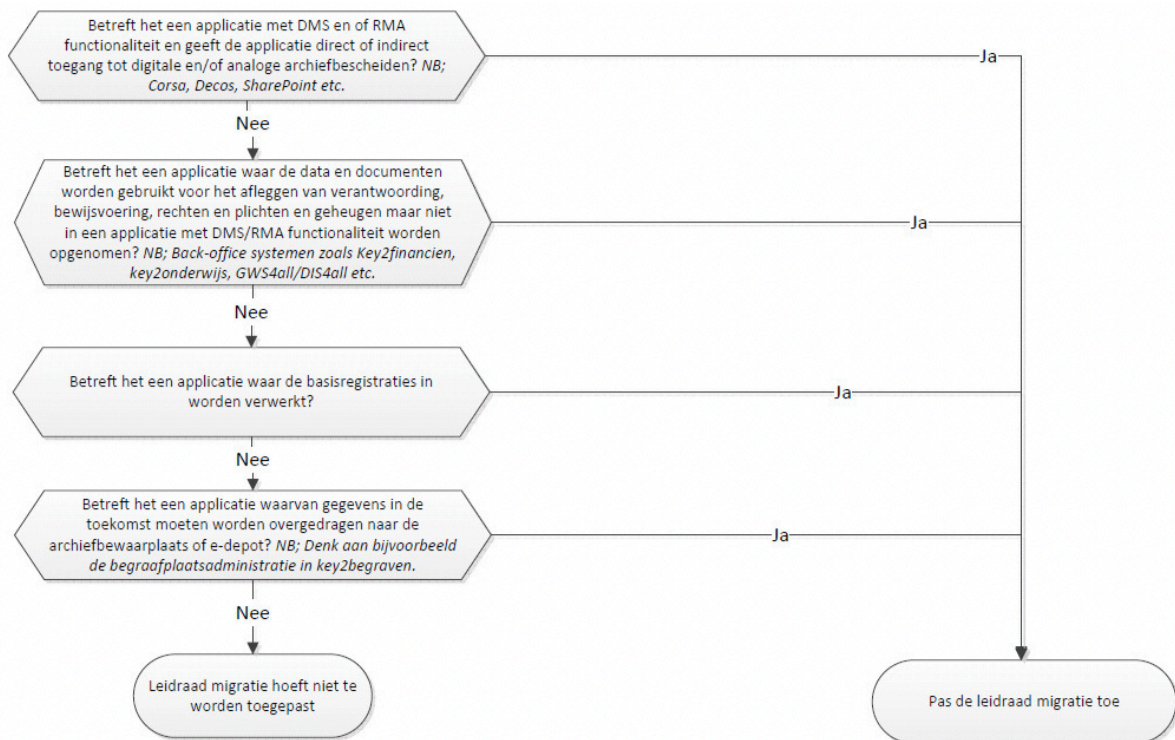 Betreft het een applicatie met DMS en of RMA
functionaliteit en geeft de applicatie direct of indirect
toegang tot digitale en/of analoge archiefbescheiden? NB;
Corsa, Decos, SharePoint etc.
Ja
Nee
Betreft het een applicatie waar de data en documenten
worden gebruikt voor het afleggen van verantwoording,
bewijsvoering, rechten en plichten en geheugen maar niet
in een applicatie met DMS/RMA functionaliteit worden
opgenomen? NB; Back-office systemen zoals Key2financien,
key2onderwijs, GWS4all/DIS4all etc.
Ja
Nee
Betreft het een applicatie waar de basisregistraties in
worden verwerkt?
Ja
Nee
Betreft het een applicatie waarvan gegevens in de
toekomst moeten worden overgedragen naar de
archiefbewaarplaats of e-depot? NB; Denk aan bijvoorbeeld
de begraafplaatsadministratie in key2begraven.
Ja
Nee
Leidraad migratie hoeft niet te
worden toegepast
Pas de leidraad migratie toe